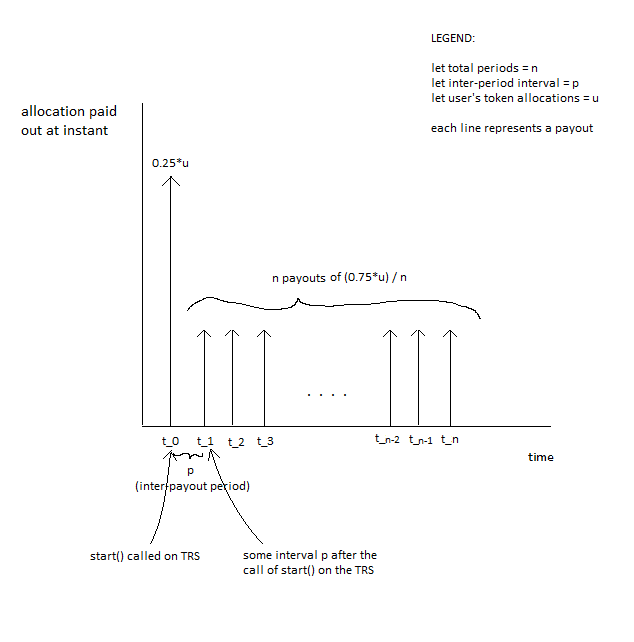 LEGEND:
let total periods = n
let inter-period interval = p
let user's token allocations = u
each line represents a payout
allocation paid
out at instant
0.25*u
n payouts of (0.75*u) / n
. . . .
t_0 t_1 t_2 t_3 t_n-2 t_n-1 t_n
time
p
(inter-payout period)
start() called on TRS
some interval p after the
call of start() on the TRS